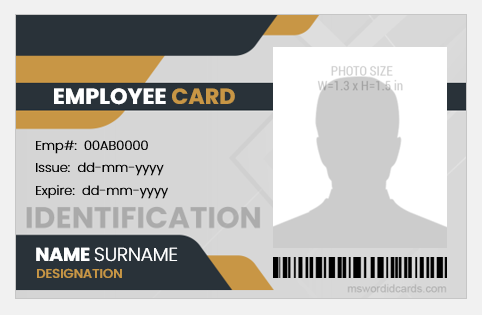 EMPLOYEE CARD
Emp#: 00AB0000
Issue: dd-mm-yyyy
Expire: dd-mm-yyyy
IDENTIFICATION
NAME SURNAME
DESIGNATION
PHOTO SIZE
W=1.3 x H=1.5 in
mswordidcards.com